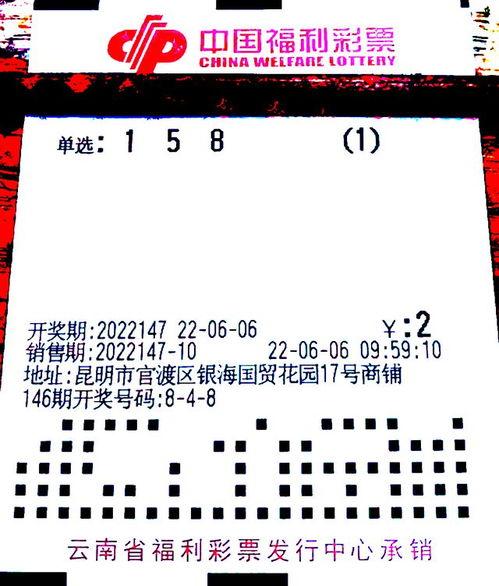 中国福利彩票
CHINA WELFARE LOTTERY
单选: 1 5 8 (1)
开奖期:2022147 22-06-06 ¥:2
销售期:2022147-10 22-06-06 09:59:10
地址:昆明市官渡区银海国贸花园17号商铺
146期开奖号码:8-4-8
云南省福利彩票发行中心承销